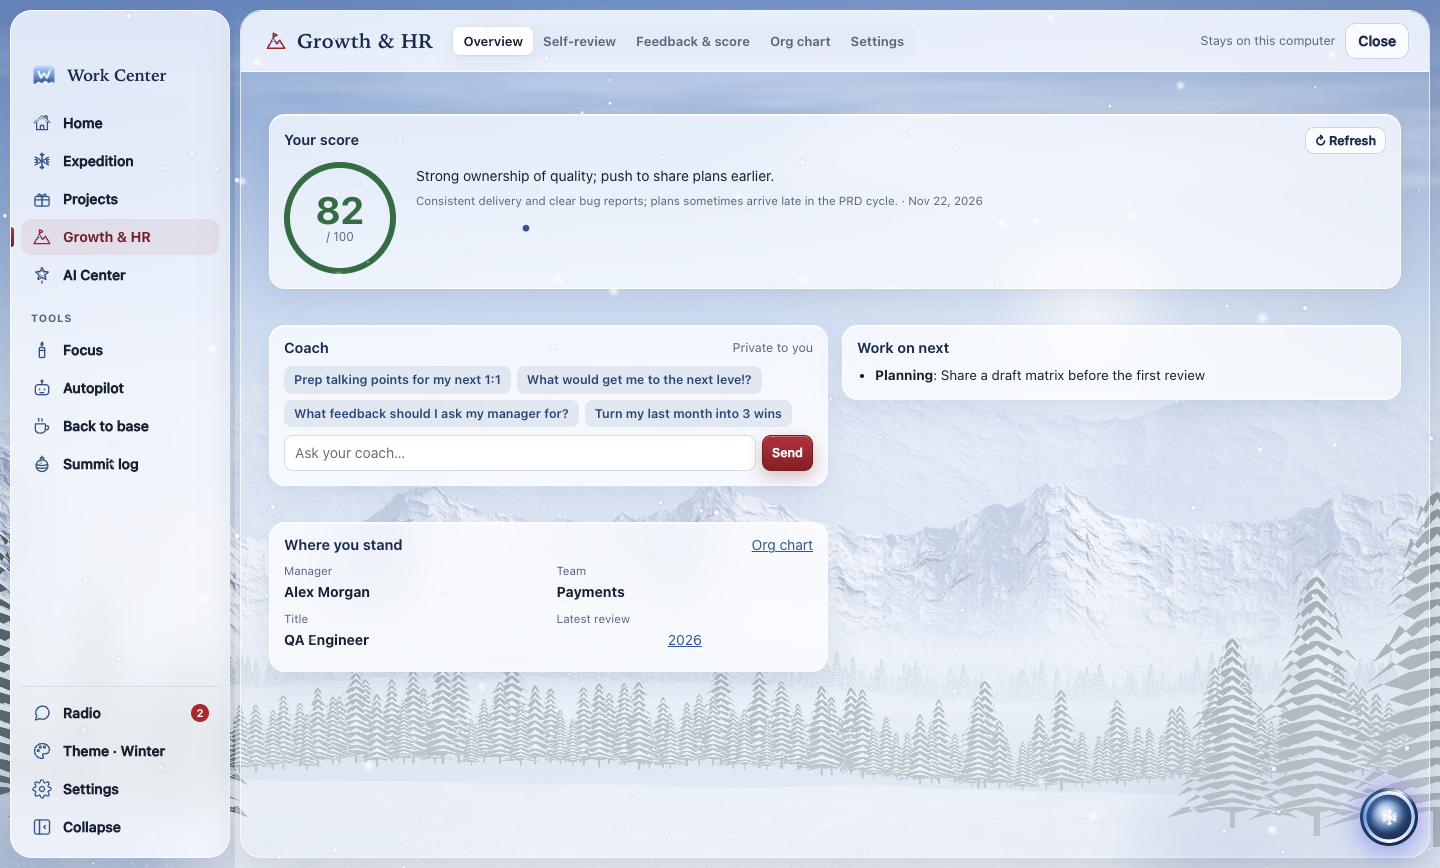 Work Center
Home
Expedition
Projects
Growth & HR
AI Center
TOOLS
Focus
Autopilot
Back to base
Summit log
Radio
2
Theme · Winter
Settings
Collapse
Growth & HR
Overview
Self-review
Feedback & score
Org chart
Settings
Stays on this computer
Close
Your score
↻ Refresh
82
/ 100
Strong ownership of quality; push to share plans earlier.
Consistent delivery and clear bug reports; plans sometimes arrive late in the PRD cycle. · Nov 22, 2026
Coach
Private to you
Prep talking points for my next 1:1
What would get me to the next level?
What feedback should I ask my manager for?
Turn my last month into 3 wins
Ask your coach...
Send
Work on next
• Planning: Share a draft matrix before the first review
Where you stand
Org chart
Manager
Team
Alex Morgan
Payments
Title
Latest review
QA Engineer
2026